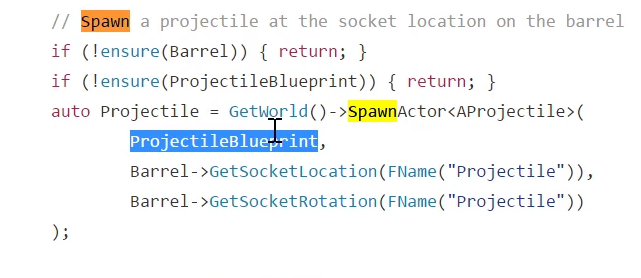 // Spawn a projectile at the socket location on the barrel
if (!ensure(Barrel)) { return; }
if (!ensure(ProjectileBlueprint)) { return; }
auto Projectile = GetWorld()->SpawnActor<AProjectile>(
ProjectileBlueprint,
Barrel->GetSocketLocation(FName("Projectile")),
Barrel->GetSocketRotation(FName("Projectile"))
);